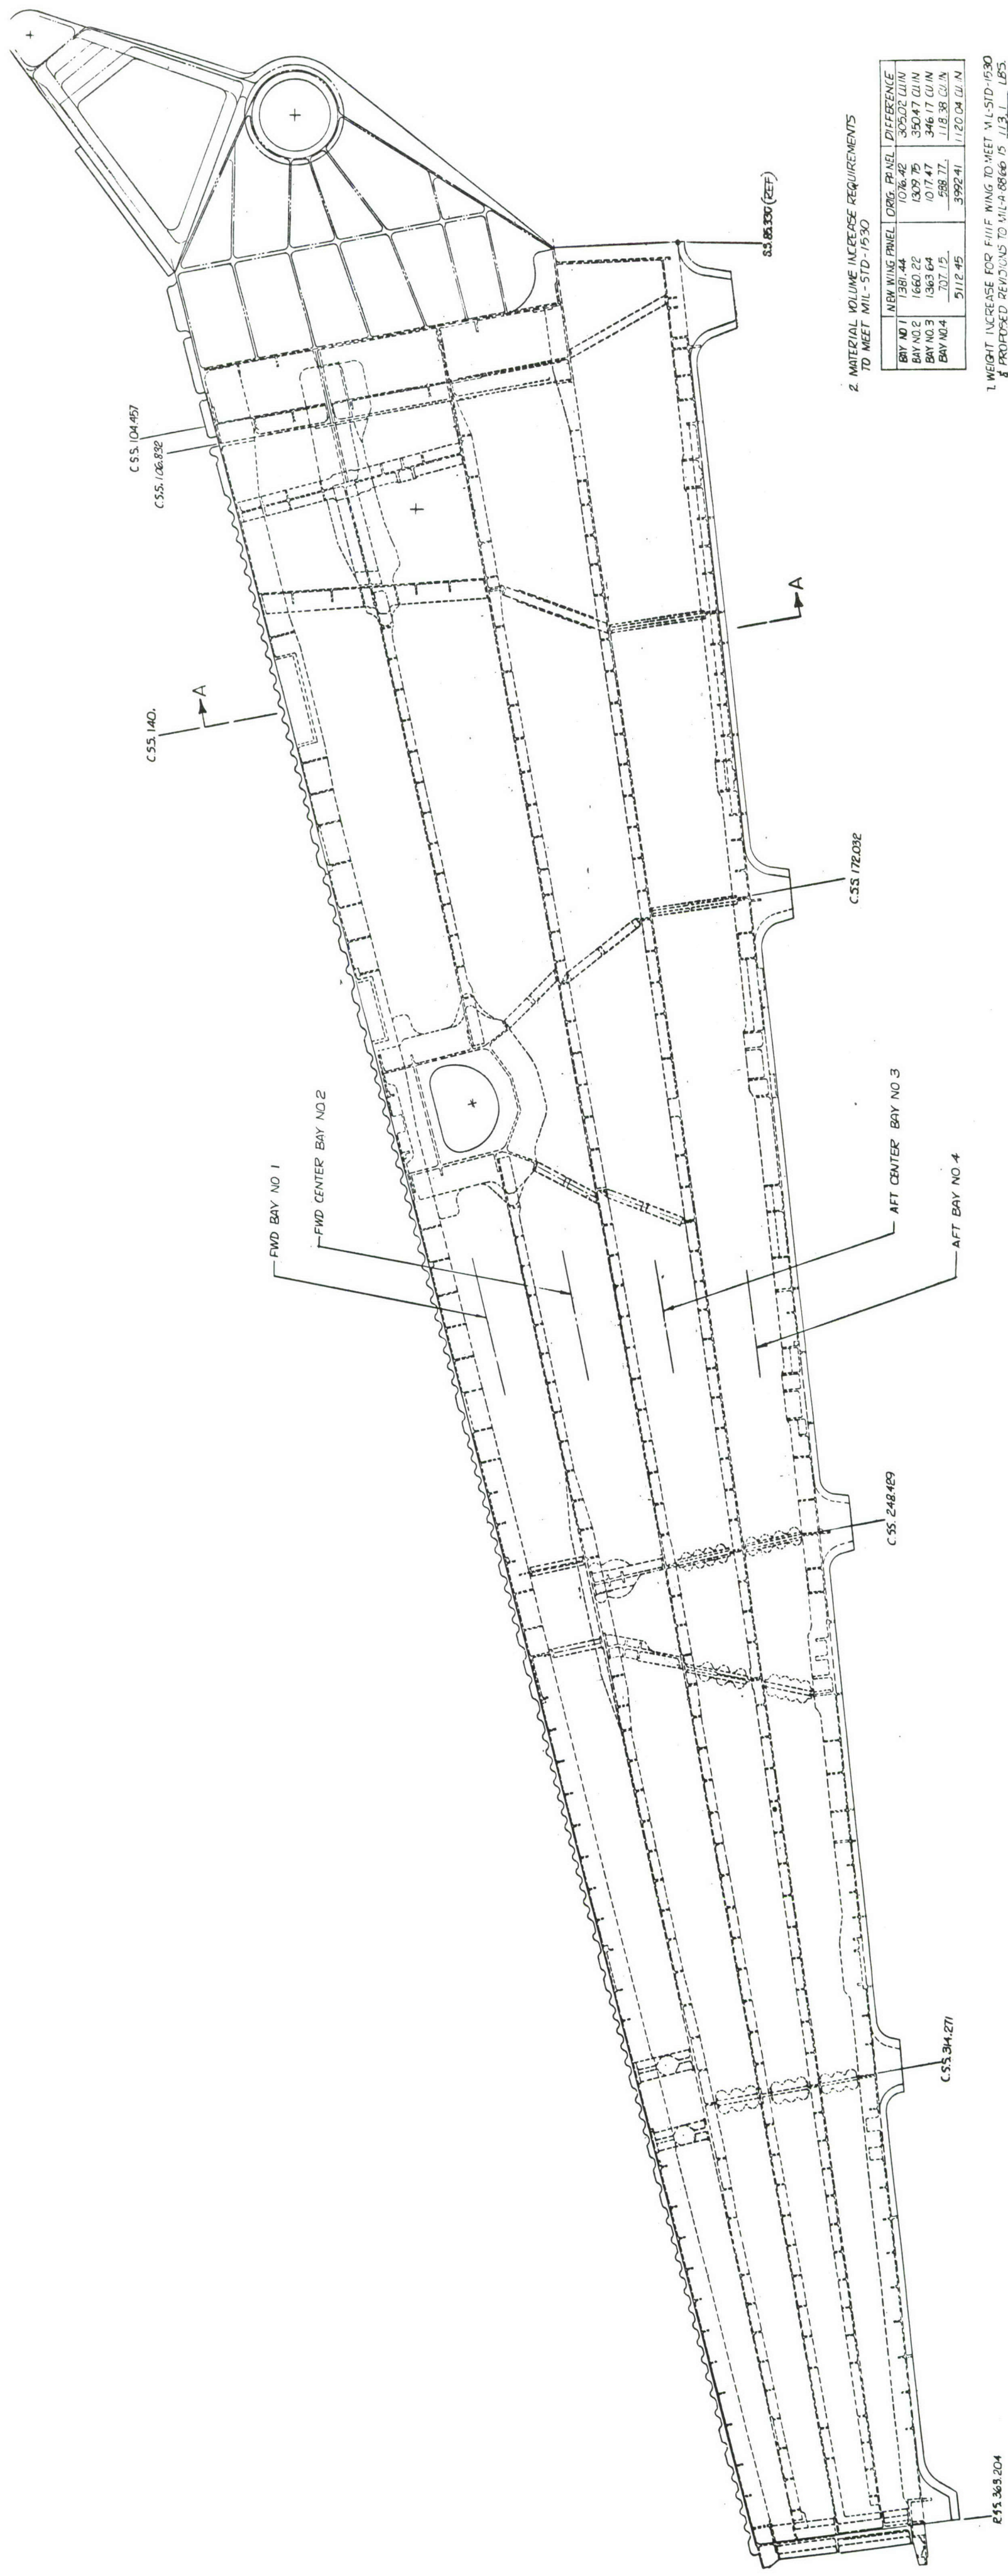 C.S.S. 104.457
C.S.S. 106.832
C.S.S. 140.
A
S.S. 85.330 (REF)
A
C.S.S. 172.032
FWD BAY NO. 1
FWD CENTER BAY NO. 2
AFT CENTER BAY NO. 3
AFT BAY NO. 4
C.S.S. 248.489
C.S.S. 314.271
R.S.S. 369.204
2. MATERIAL VOLUME INCREASE REQUIREMENTS
TO MEET MIL-STD-1530
NEW WING PANEL ORIG. PANEL DIFFERENCE
BAY NO. 1 1381.44 1076.42 305.02 CU.IN
BAY NO. 2 1660.22 1309.75 350.47 CU.IN
BAY NO. 3 1363.64 1017.47 346.17 CU.IN
BAY NO. 4 707.15 588.77 118.38 CU.IN
5112.45 3992.41 1120.04 CU.IN
1. WEIGHT INCREASE FOR F111F WING TO MEET MIL-STD-1530
& PROPOSED REVISIONS TO MIL-A-8866 IS 113.1 LBS.